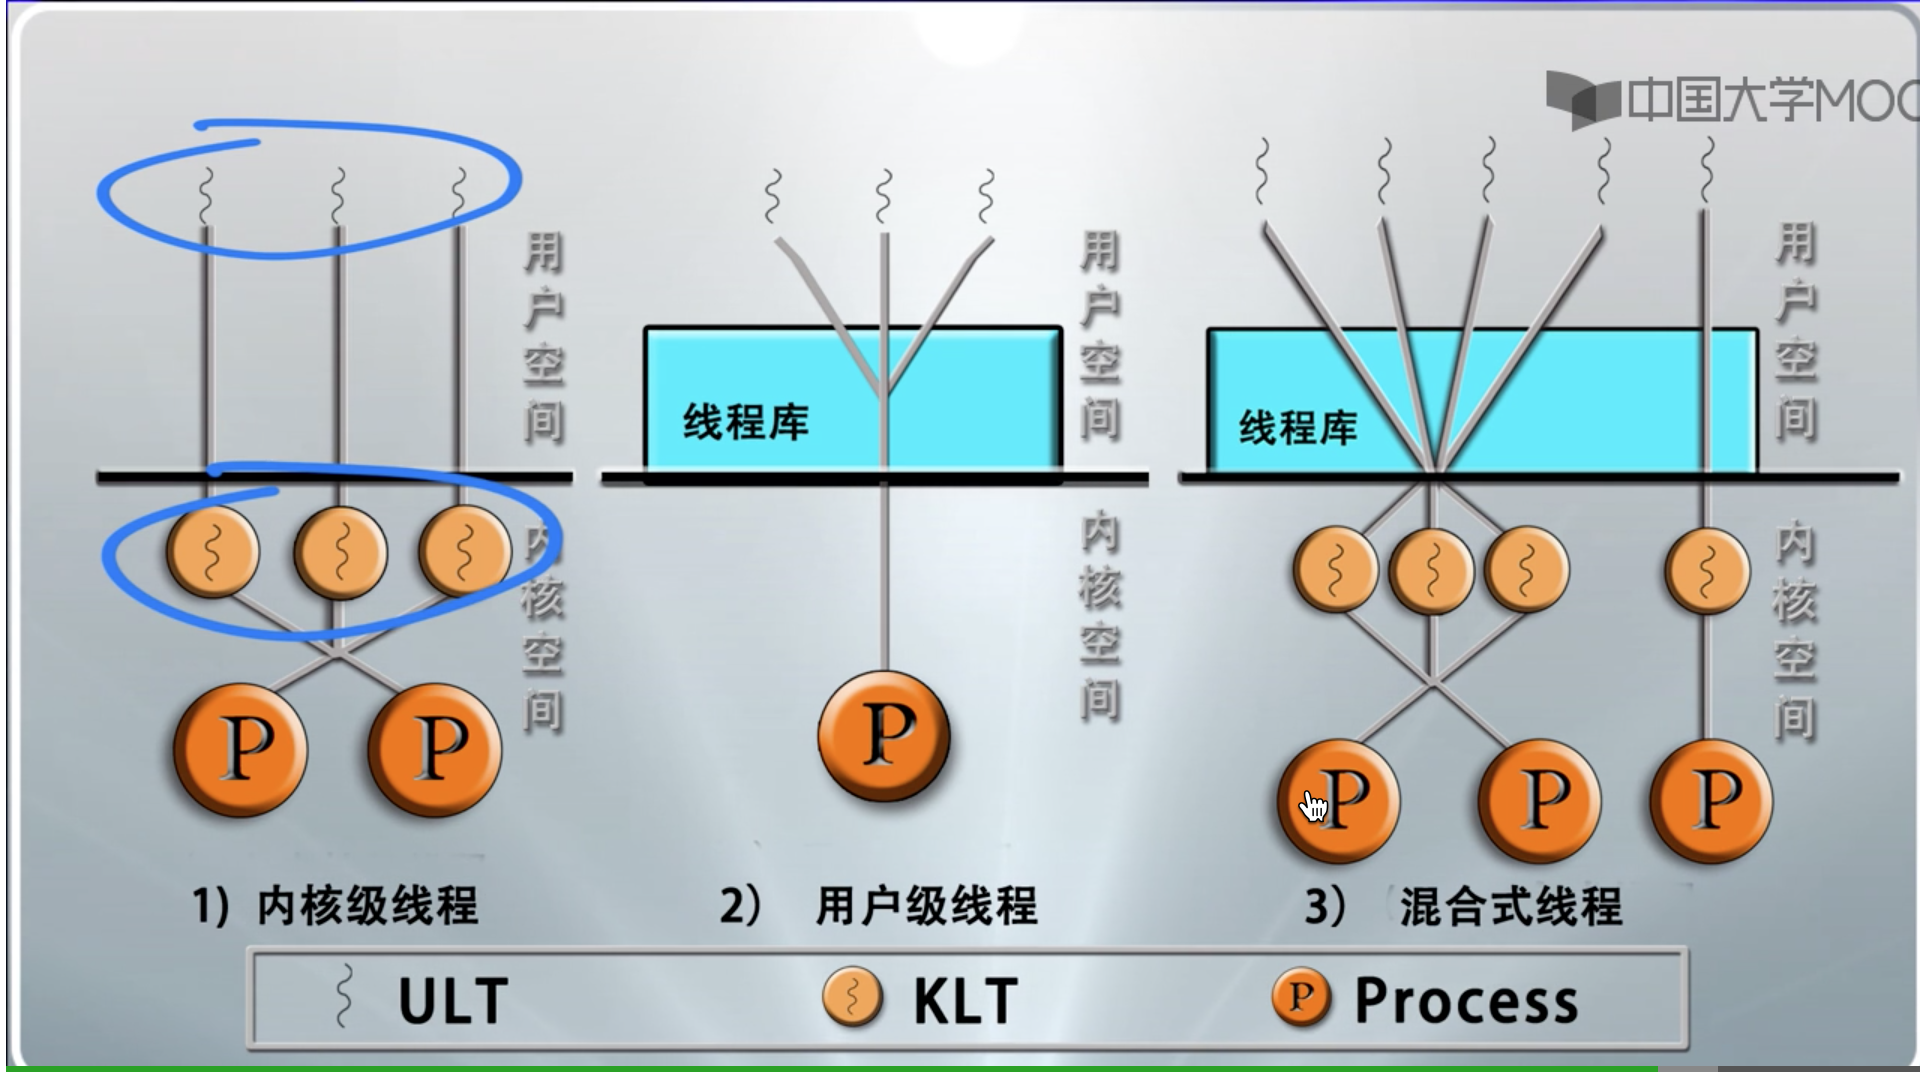 中国大学MOO
用户空间
用户空间
用户空间
线程库
线程库
内核空间
内核空间
内核空间
P
P
P
P
P
P
1) 内核级线程
2) 用户级线程
3) 混合式线程
ULT
KLT
P Process